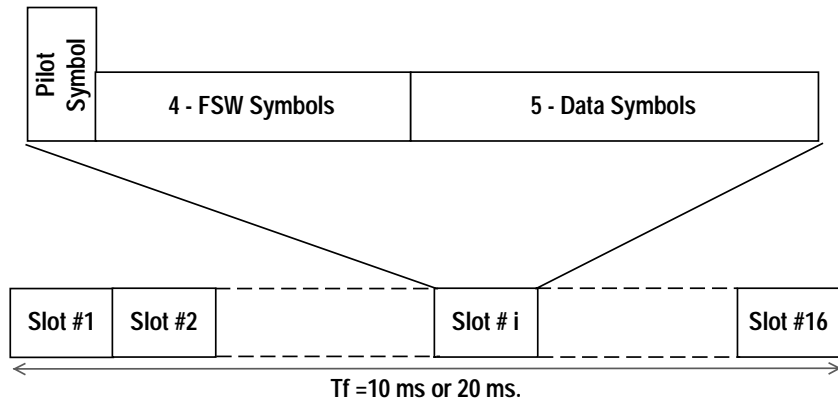 Pilot
Symbol
4 - FSW Symbols
5 - Data Symbols
Slot #1
Slot #2
Slot # i
Slot #16
Tf =10 ms or 20 ms.